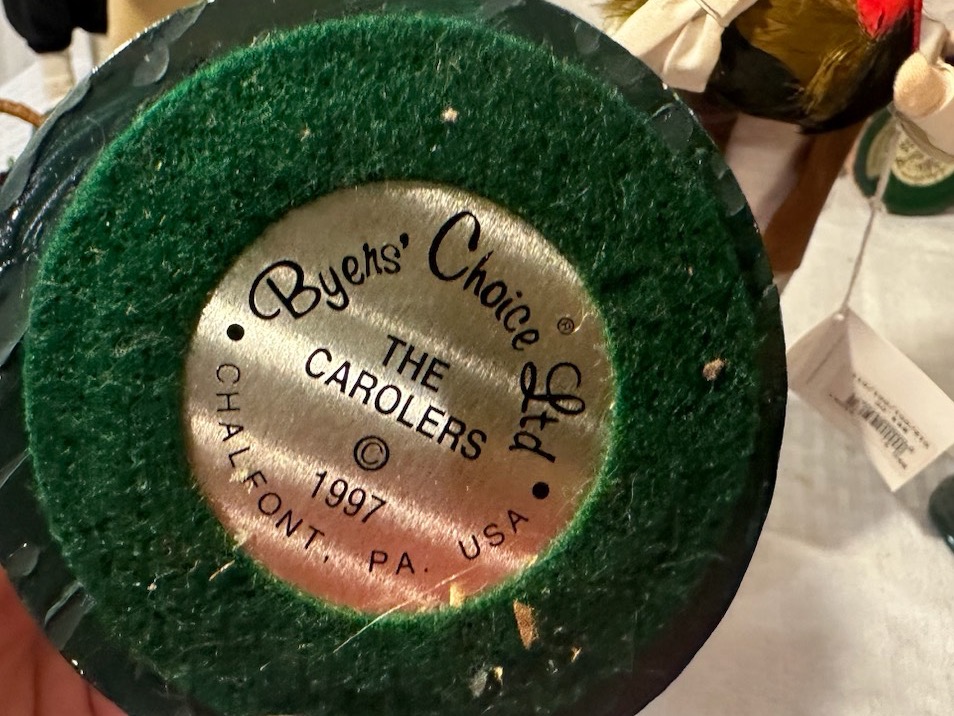 Byers' Choice Ltd ®
THE
CAROLERS
©
1997
CHALFONT, PA. USA